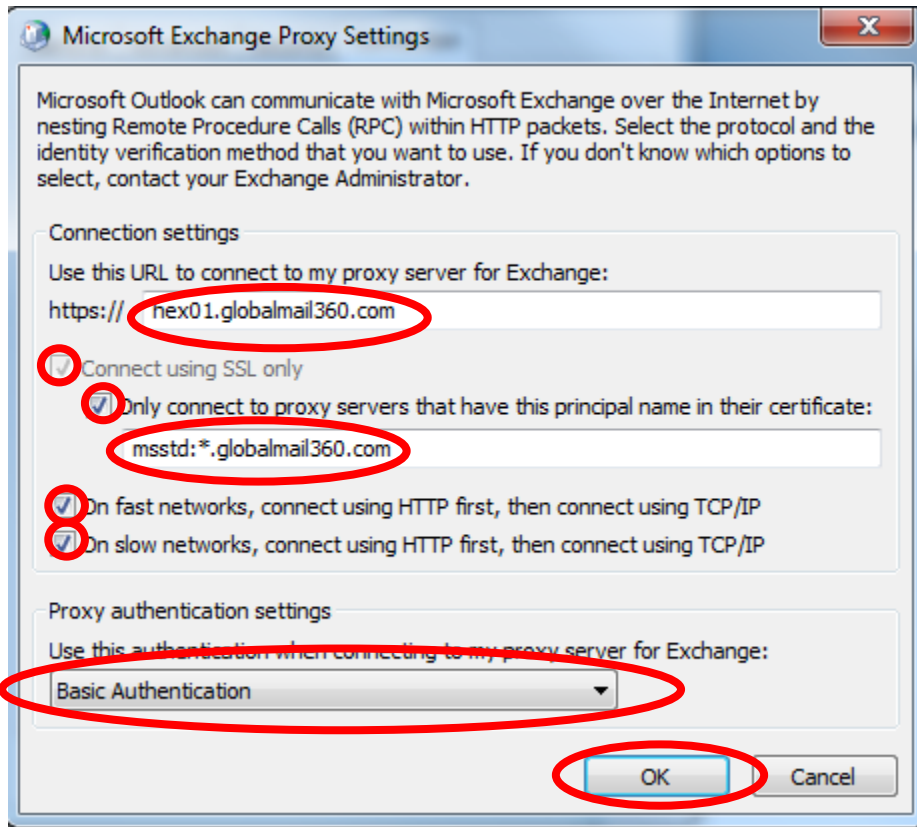 Microsoft Exchange Proxy Settings
Microsoft Outlook can communicate with Microsoft Exchange over the Internet by
nesting Remote Procedure Calls (RPC) within HTTP packets. Select the protocol and the
identity verification method that you want to use. If you don't know which options to
select, contact your Exchange Administrator.
Connection settings
Use this URL to connect to my proxy server for Exchange:
https:// hex01.globalmail360.com
Connect using SSL only
Only connect to proxy servers that have this principal name in their certificate:
msstd:*.globalmail360.com
On fast networks, connect using HTTP first, then connect using TCP/IP
On slow networks, connect using HTTP first, then connect using TCP/IP
Proxy authentication settings
Use this authentication when connecting to my proxy server for Exchange:
Basic Authentication
OK Cancel